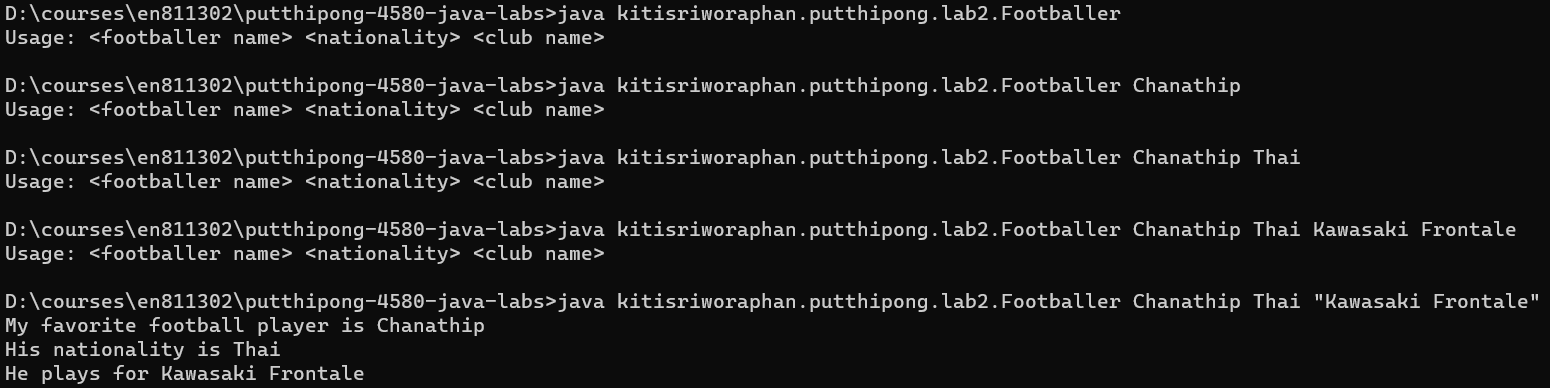 D:\courses\en811302\putthipong-4580-java-labs>java kitisriworaphan.putthipong.lab2.Footballer
Usage: <footballer name> <nationality> <club name>
D:\courses\en811302\putthipong-4580-java-labs>java kitisriworaphan.putthipong.lab2.Footballer Chanathip
Usage: <footballer name> <nationality> <club name>
D:\courses\en811302\putthipong-4580-java-labs>java kitisriworaphan.putthipong.lab2.Footballer Chanathip Thai
Usage: <footballer name> <nationality> <club name>
D:\courses\en811302\putthipong-4580-java-labs>java kitisriworaphan.putthipong.lab2.Footballer Chanathip Thai Kawasaki Frontale
Usage: <footballer name> <nationality> <club name>
D:\courses\en811302\putthipong-4580-java-labs>java kitisriworaphan.putthipong.lab2.Footballer Chanathip Thai "Kawasaki Frontale"
My favorite football player is Chanathip
His nationality is Thai
He plays for Kawasaki Frontale